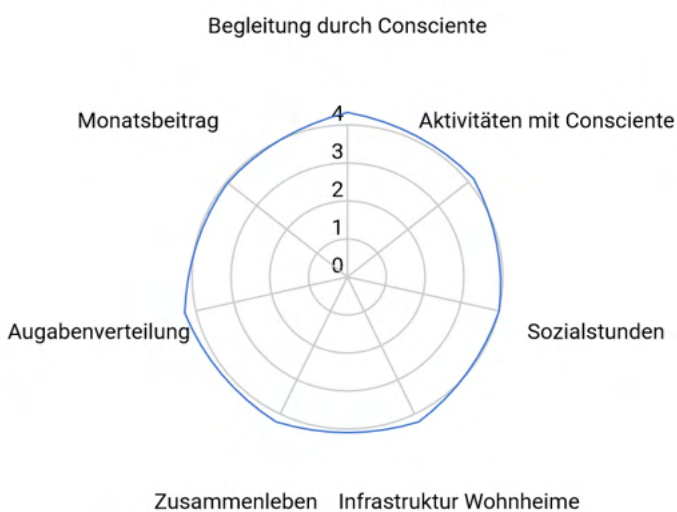 Begleitung durch Consciente
Monatsbeitrag
Aktivitäten mit Consciente
4
3
2
1
0
Augabenverteilung
Sozialstunden
Zusammenleben
Infrastruktur Wohnheime